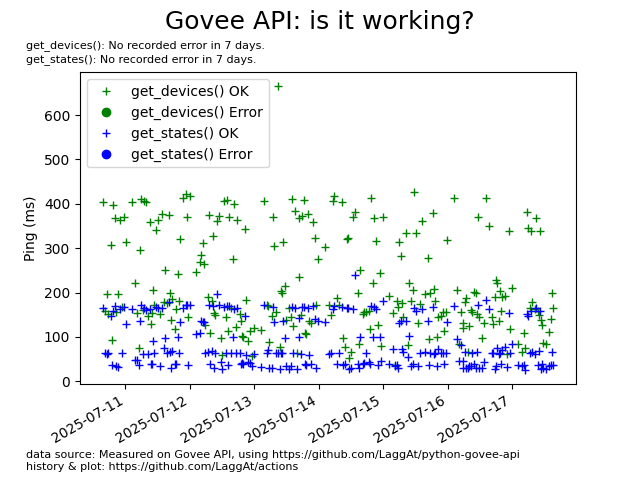 Govee API: is it working?
get_devices(): No recorded error in 7 days.
get_states(): No recorded error in 7 days.
get_devices() OK
get_devices() Error
get_states() OK
get_states() Error
Ping (ms)
600
500
400
300
200
100
0
2025-07-11
2025-07-12
2025-07-13
2025-07-14
2025-07-15
2025-07-16
2025-07-17
data source: Measured on Govee API, using https://github.com/LaggAt/python-govee-api
history & plot: https://github.com/LaggAt/actions